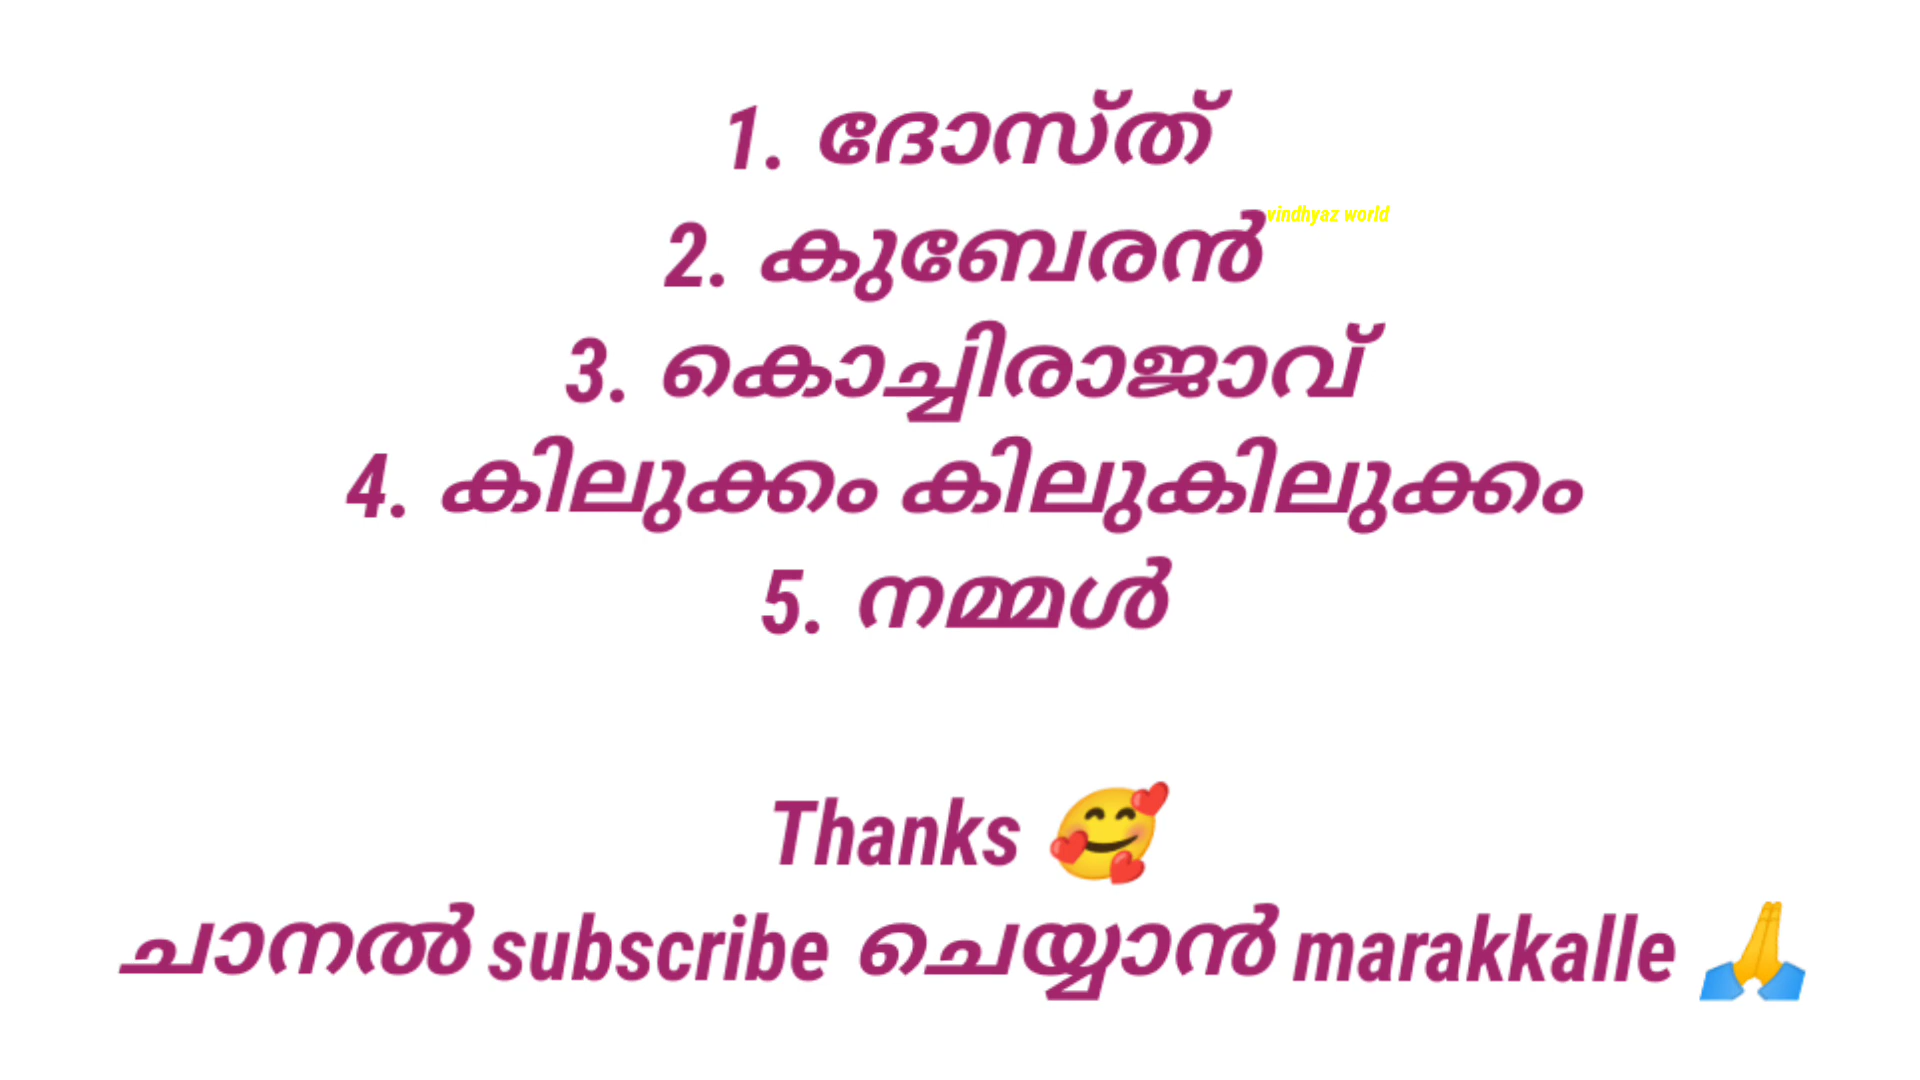 1. ദോസ്ത്
vindhyaz world
2. കുബേരൻ
3. കൊച്ചിരാജാവ്
4. കിലുക്കം കിലുകിലുക്കം
5. നമ്മൾ
Thanks 🥰
ചാനൽ subscribe ചെയ്യാൻ marakkalle 🙏